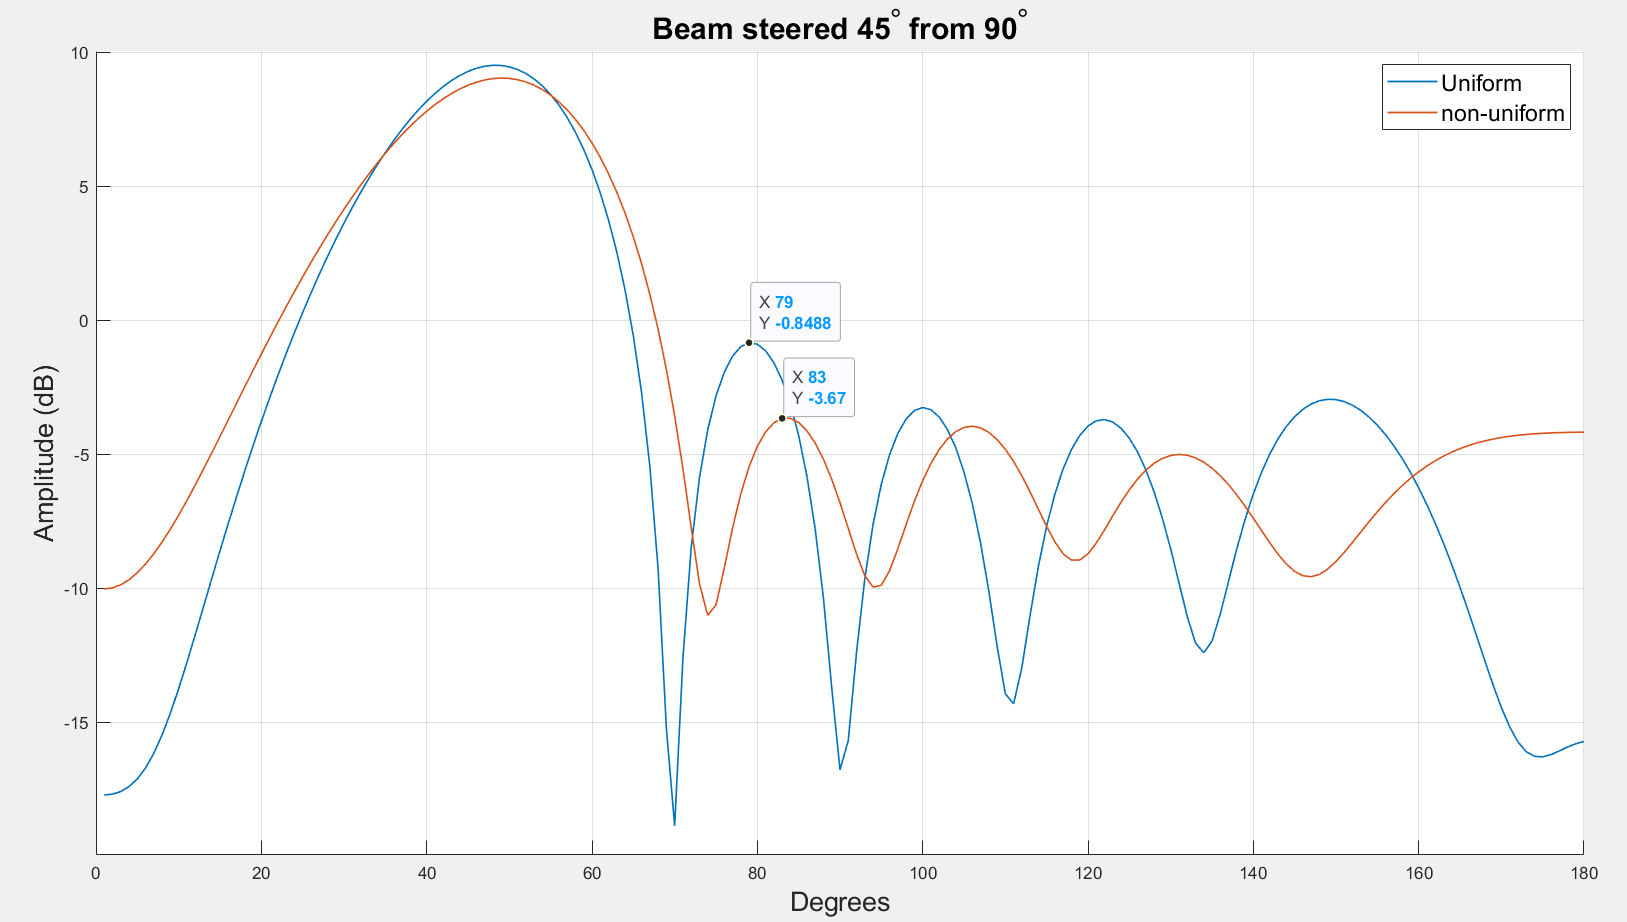 Beam steered 45° from 90°
Uniform
non-uniform
10
5
0
-5
-10
-15
Amplitude (dB)
X 79
Y -0.8488
X 83
Y -3.67
0 20 40 60 80 100 120 140 160 180
Degrees